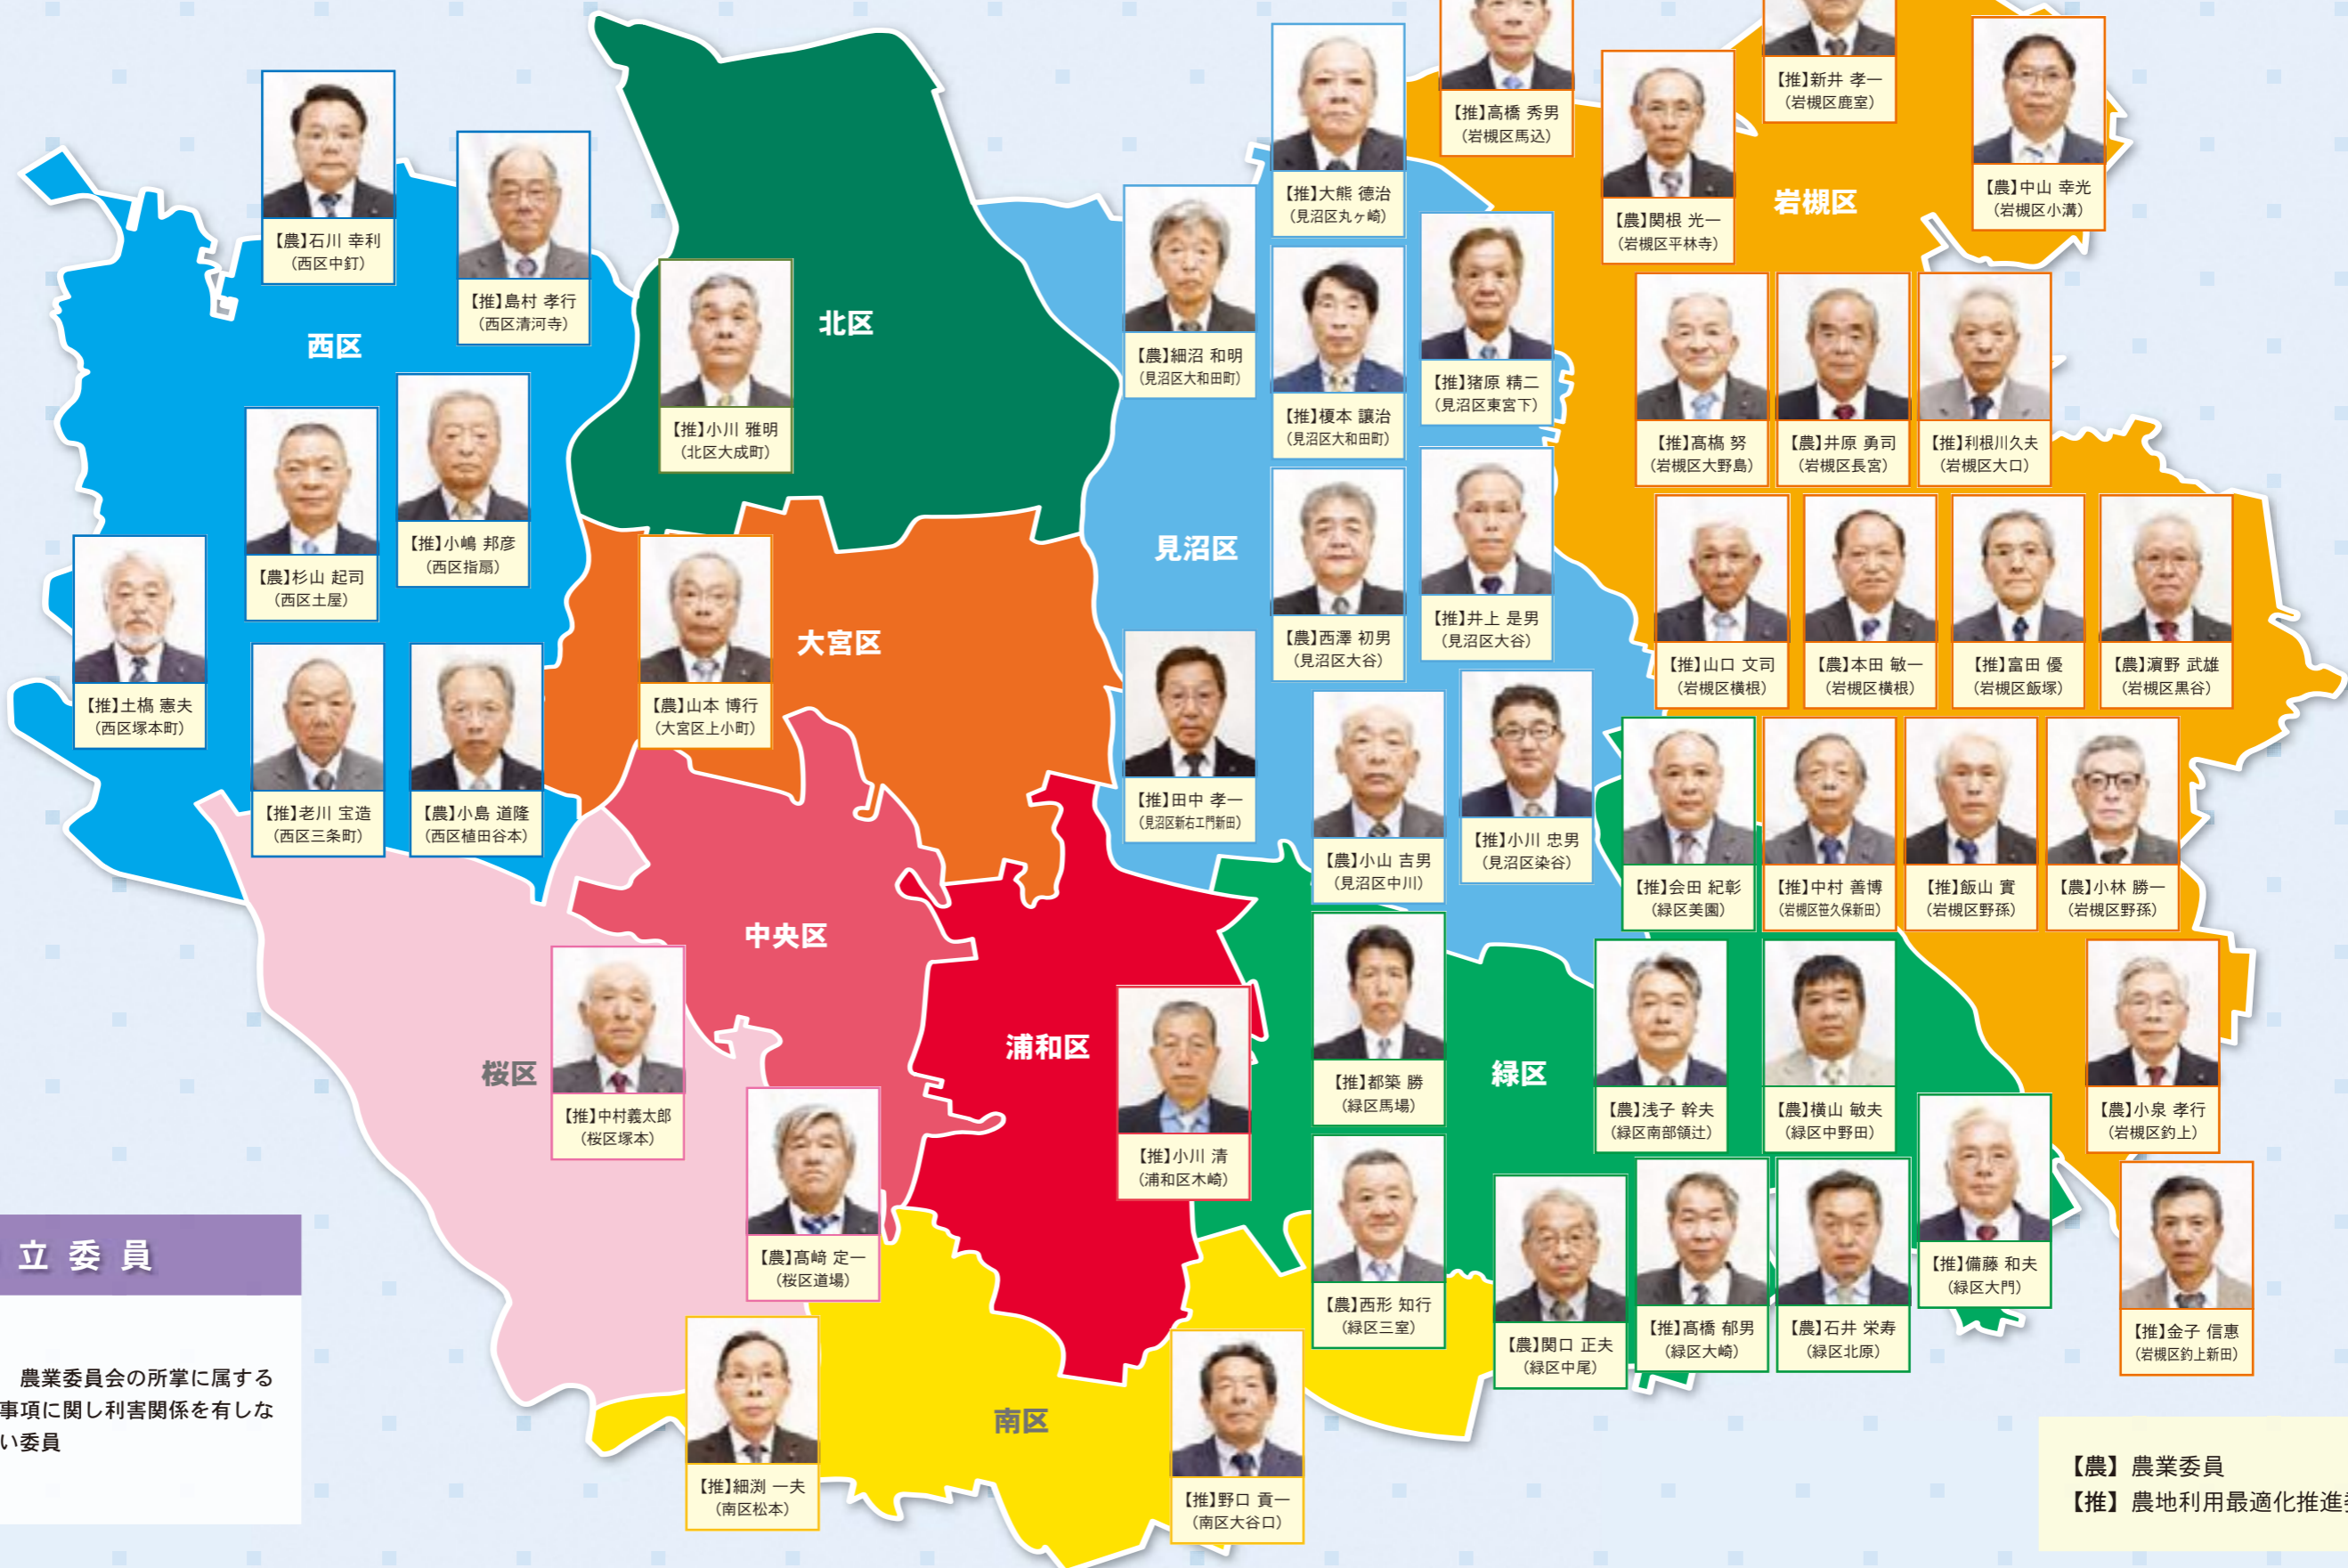 【推】高橋 秀男
（岩槻区馬込）
【推】新井 孝一
（岩槻区鹿室）
【農】石川 幸利
（西区中釘）
【推】島村 孝行
（西区清河寺）
西区
【推】小嶋 邦彦
（西区指扇）
【農】杉山 起司
（西区土屋）
【推】土橋 憲夫
（西区塚本町）
【推】老川 宝造
（西区三条町）
【農】小島 道隆
（西区植田谷本）
北区
【推】小川 雅明
（北区大成町）
大宮区
【農】山本 博行
（大宮区上小町）
【推】大熊 德治
（見沼区丸ヶ崎）
【農】細沼 和明
（見沼区大和田町）
【推】榎本 讓治
（見沼区大和田町）
【推】猪原 精二
（見沼区東宮下）
見沼区
【農】西澤 初男
（見沼区大谷）
【推】井上 是男
（見沼区大谷）
【推】田中 孝一
（見沼区新右エ門新田）
【農】小山 吉男
（見沼区中川）
【推】小川 忠男
（見沼区染谷）
岩槻区
【農】関根 光一
（岩槻区平林寺）
【農】中山 幸光
（岩槻区小溝）
【推】髙橋 努
（岩槻区大野島）
【農】井原 勇司
（岩槻区長宮）
【推】利根川久夫
（岩槻区大口）
【推】山口 文司
（岩槻区横根）
【農】本田 敏一
（岩槻区横根）
【推】富田 優
（岩槻区飯塚）
【農】濵野 武雄
（岩槻区黒谷）
【推】会田 紀彰
（緑区美園）
【推】中村 善博
（岩槻区笹久保新田）
【推】飯山 實
（岩槻区野孫）
【農】小林 勝一
（岩槻区野孫）
【農】小泉 孝行
（岩槻区釣上）
【推】金子 信惠
（岩槻区釣上新田）
中央区
桜区
【推】中村義太郎
（桜区塚本）
【農】髙﨑 定一
（桜区道場）
浦和区
【推】小川 清
（浦和区木崎）
緑区
【推】都築 勝
（緑区馬場）
【農】浅子 幹夫
（緑区南部領辻）
【農】横山 敏夫
（緑区中野田）
【農】西形 知行
（緑区三室）
【農】関口 正夫
（緑区中尾）
【推】髙橋 郁男
（緑区大崎）
【農】石井 栄寿
（緑区北原）
【推】備藤 和夫
（緑区大門）
南区
【推】細渕 一夫
（南区松本）
【推】野口 貢一
（南区大谷口）
立委員
農業委員会の所掌に属する
事項に関し利害関係を有しな
い委員
【農】農業委員
【推】農地利用最適化推進